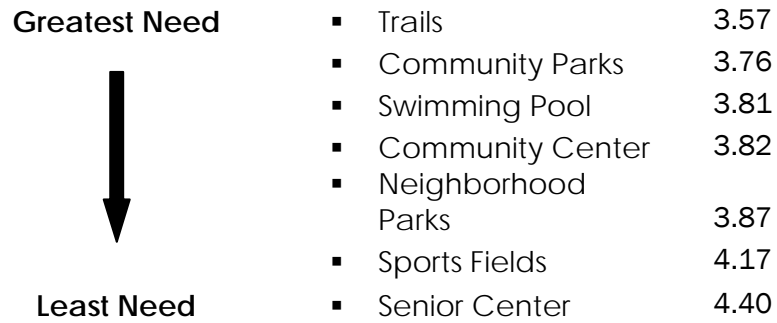 Greatest Need ▪ Trails 3.57
▪ Community Parks 3.76
▪ Swimming Pool 3.81
▪ Community Center 3.82
▪ Neighborhood
Parks 3.87
▪ Sports Fields 4.17
Least Need ▪ Senior Center 4.40